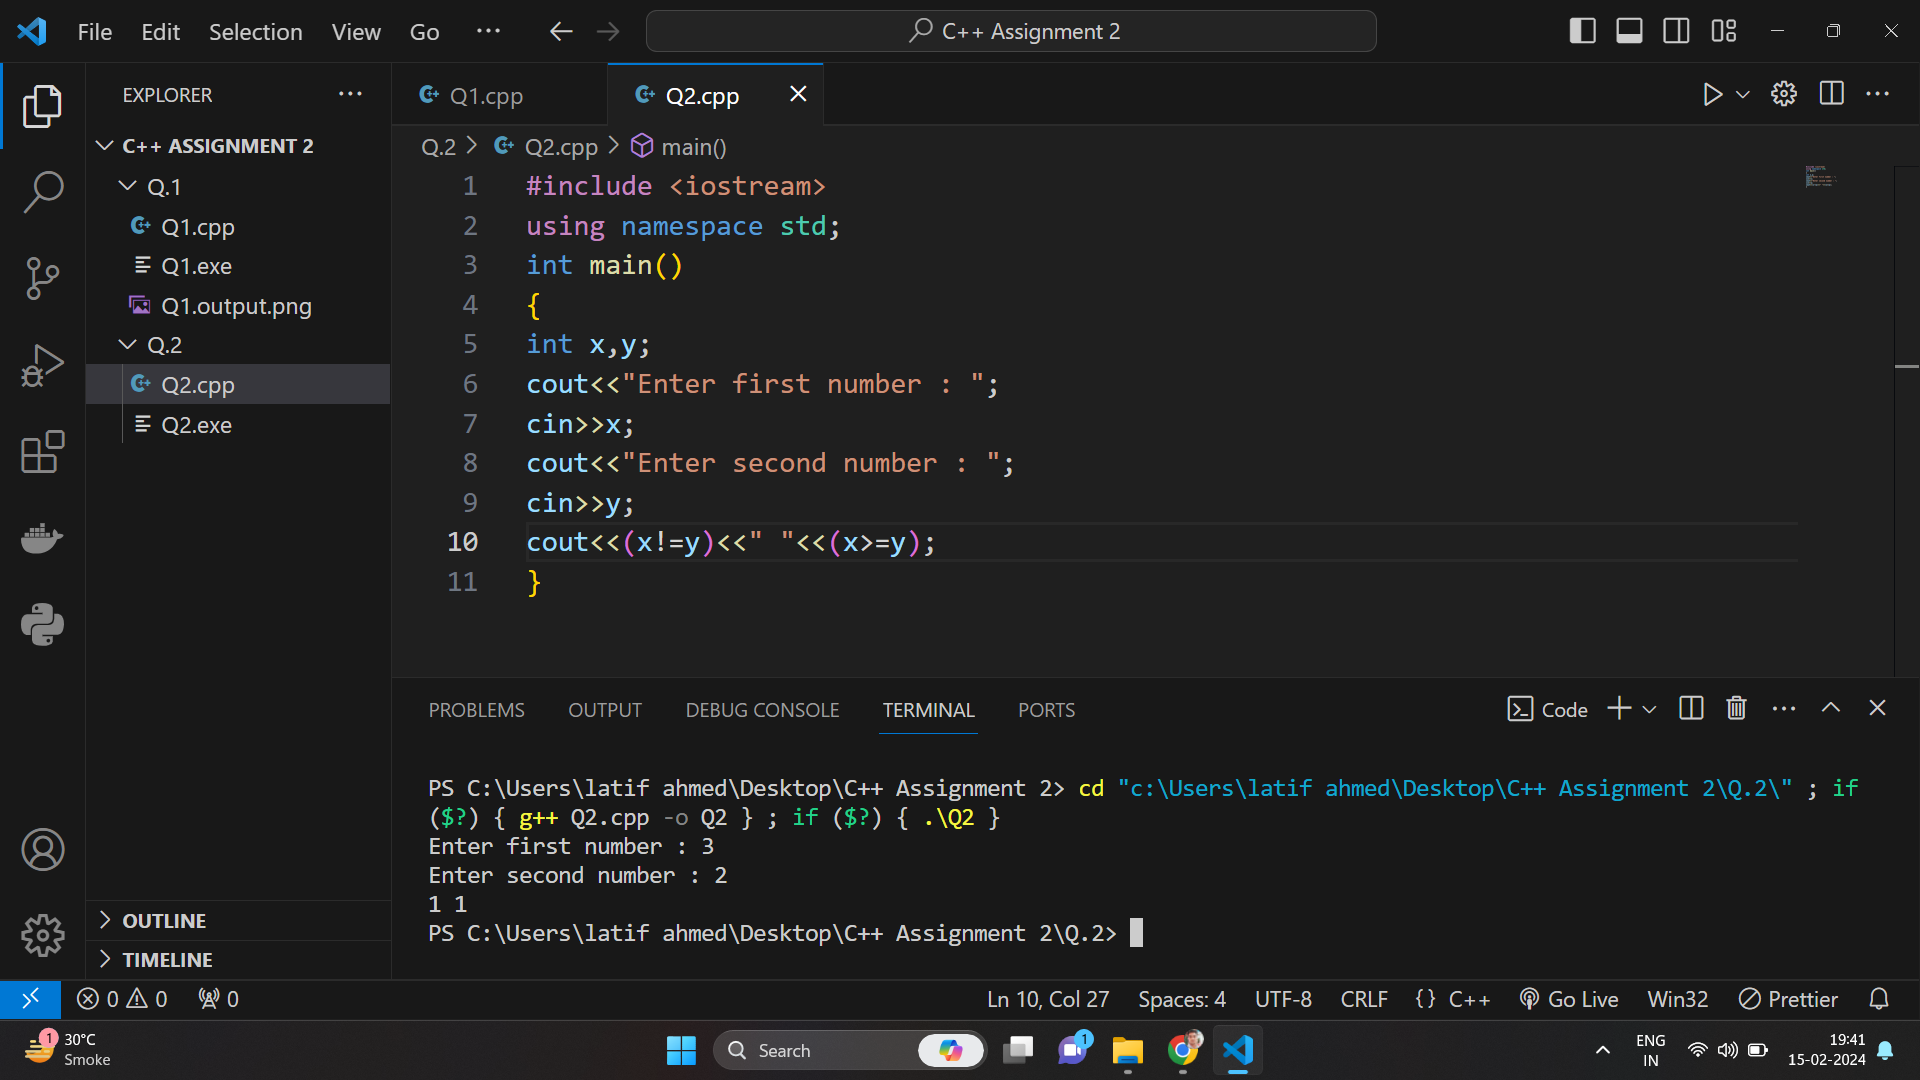 File Edit Selection View Go ··· C++ Assignment 2
EXPLORER ···
Q1.cpp Q2.cpp
C++ ASSIGNMENT 2
Q.1
Q1.cpp
Q1.exe
Q1.output.png
Q.2
Q2.cpp
Q2.exe
OUTLINE
TIMELINE
Q.2 > Q2.cpp > main()
1 #include <iostream>
2 using namespace std;
3 int main()
4 {
5 int x,y;
6 cout<<"Enter first number : ";
7 cin>>x;
8 cout<<"Enter second number : ";
9 cin>>y;
10 cout<<(x!=y)<<" "<<(x>=y);
11 }
PROBLEMS OUTPUT DEBUG CONSOLE TERMINAL PORTS Code
PS C:\Users\latif ahmed\Desktop\C++ Assignment 2> cd "c:\Users\latif ahmed\Desktop\C++ Assignment 2\Q.2\" ; if
($?) { g++ Q2.cpp -o Q2 } ; if ($?) { .\Q2 }
Enter first number : 3
Enter second number : 2
1 1
PS C:\Users\latif ahmed\Desktop\C++ Assignment 2\Q.2>
0 0 0 Ln 10, Col 27 Spaces: 4 UTF-8 CRLF {} C++ Go Live Win32 Prettier
1 30°C
Smoke
Search
1
ENG
IN
19:41
15-02-2024